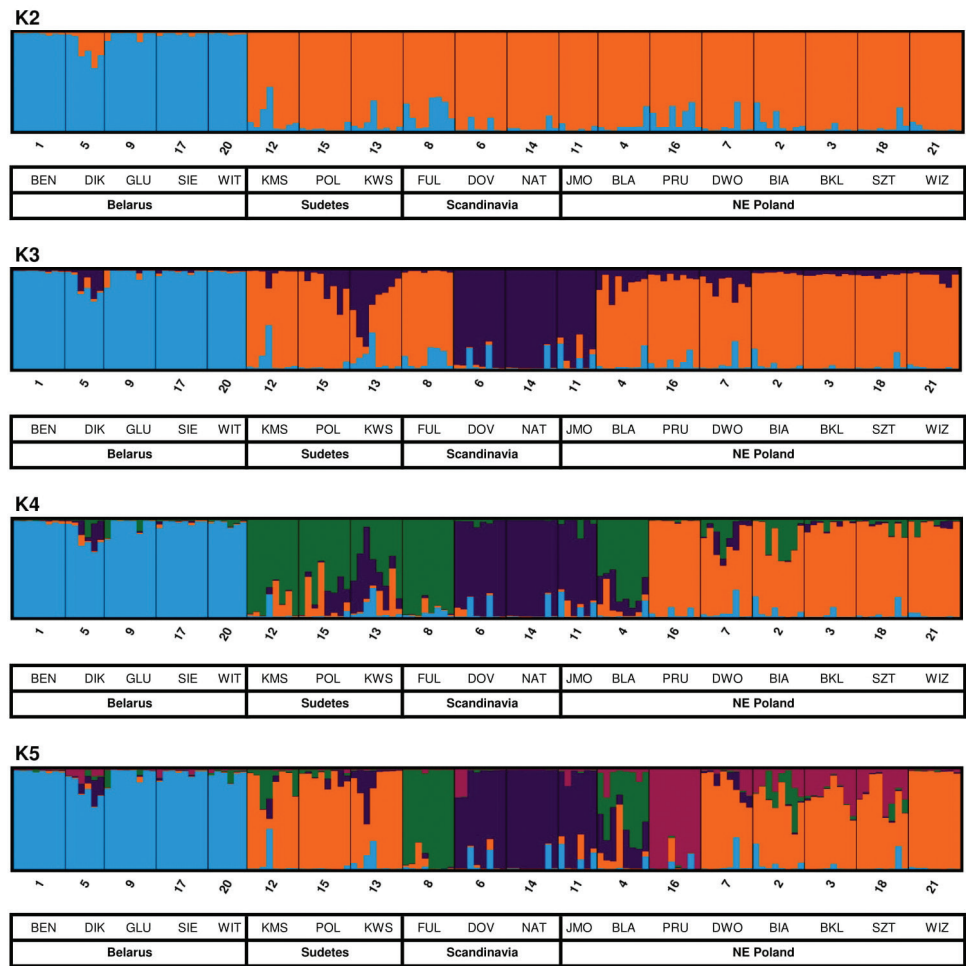 K2
1 5 9 17 20 12 15 13 8 6 14 11 4 16 7 2 3 18 21
BEN DIK GLU SIE WIT KMS POL KWS FUL DOV NAT JMO BLA PRU DWO BIA BKL SZT WIZ
Belarus Sudetes Scandinavia NE Poland
K3
1 5 9 17 20 12 15 13 8 6 14 11 4 16 7 2 3 18 21
BEN DIK GLU SIE WIT KMS POL KWS FUL DOV NAT JMO BLA PRU DWO BIA BKL SZT WIZ
Belarus Sudetes Scandinavia NE Poland
K4
1 5 9 17 20 12 15 13 8 6 14 11 4 16 7 2 3 18 21
BEN DIK GLU SIE WIT KMS POL KWS FUL DOV NAT JMO BLA PRU DWO BIA BKL SZT WIZ
Belarus Sudetes Scandinavia NE Poland
K5
1 5 9 17 20 12 15 13 8 6 14 11 4 16 7 2 3 18 21
BEN DIK GLU SIE WIT KMS POL KWS FUL DOV NAT JMO BLA PRU DWO BIA BKL SZT WIZ
Belarus Sudetes Scandinavia NE Poland